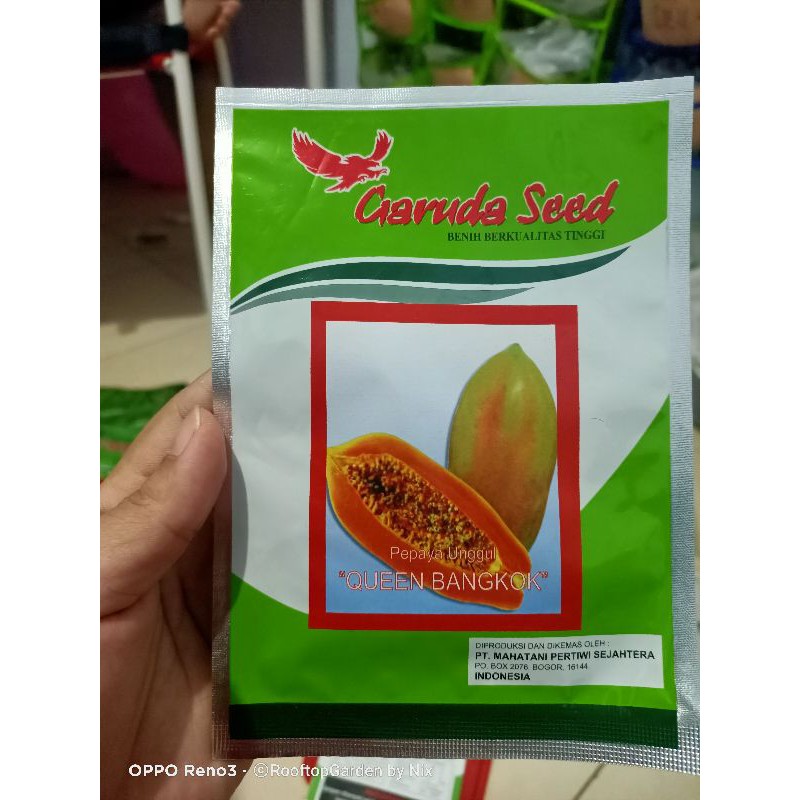 Garuda Seed
BENIH BERKUALITAS TINGGI
Pepaya Unggul
"QUEEN BANGKOK"
DIPRODUKSI DAN DIKEMAS OLEH :
PT. MAHATANI PERTIWI SEJAHTERA
PO. BOX 2076. BOGOR, 16144
INDONESIA
OPPO Reno3 - ©RooftopGarden by Nix